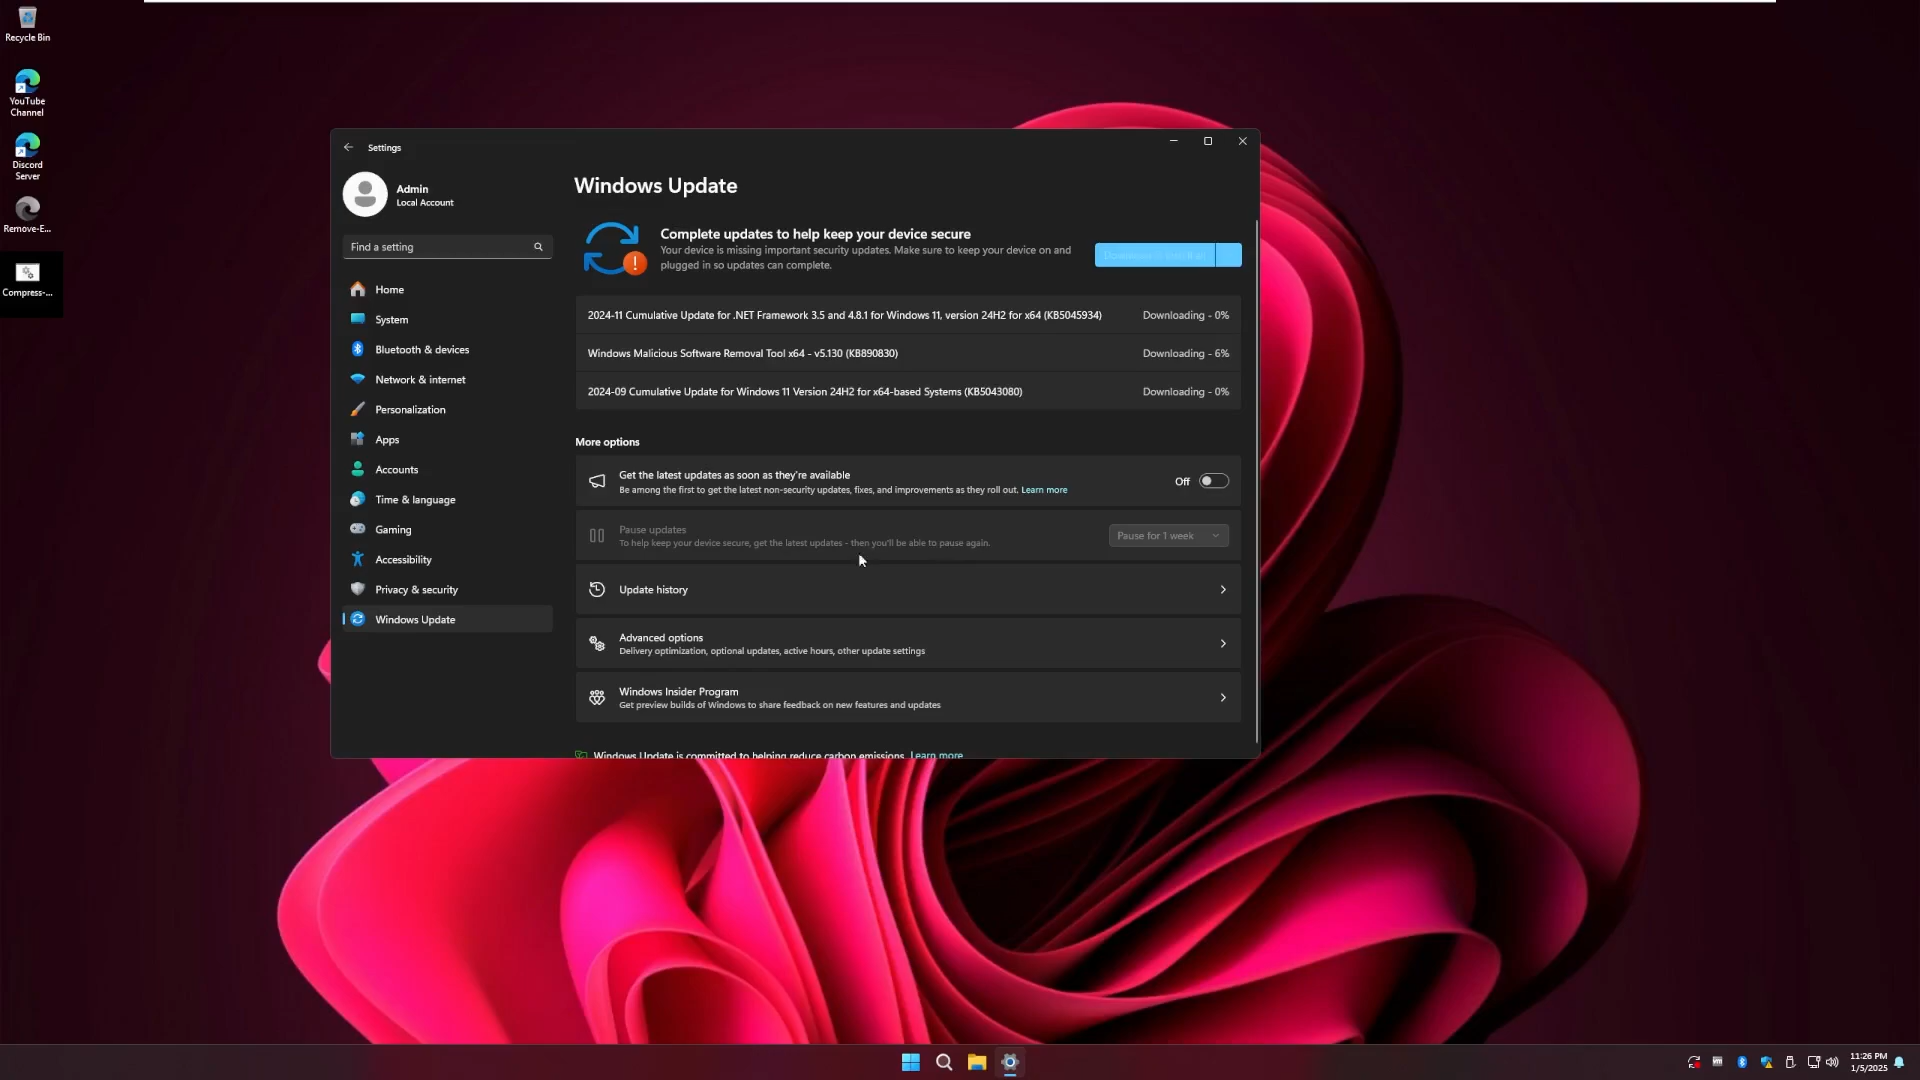 Recycle Bin
YouTube
Channel
Discord
Server
Remove-E...
Compress-...
Settings
Admin
Local Account
Find a setting
Home
System
Bluetooth & devices
Network & internet
Personalization
Apps
Accounts
Time & language
Gaming
Accessibility
Privacy & security
Windows Update
Windows Update
Complete updates to help keep your device secure
Your device is missing important security updates. Make sure to keep your device on and
plugged in so updates can complete.
2024-11 Cumulative Update for .NET Framework 3.5 and 4.8.1 for Windows 11, version 24H2 for x64 (KB5045934) Downloading - 0%
Windows Malicious Software Removal Tool x64 - v5.130 (KB890830) Downloading - 6%
2024-09 Cumulative Update for Windows 11 Version 24H2 for x64-based Systems (KB5043080) Downloading - 0%
More options
Get the latest updates as soon as they're available
Be among the first to get the latest non-security updates, fixes, and improvements as they roll out. Learn more
Off
Pause updates
To help keep your device secure, get the latest updates - then you'll be able to pause again.
Pause for 1 week
Update history
Advanced options
Delivery optimization, optional updates, active hours, other update settings
Windows Insider Program
Get preview builds of Windows to share feedback on new features and updates
Windows Update is committed to helping reduce carbon emissions. Learn more
11:26 PM
1/5/2025